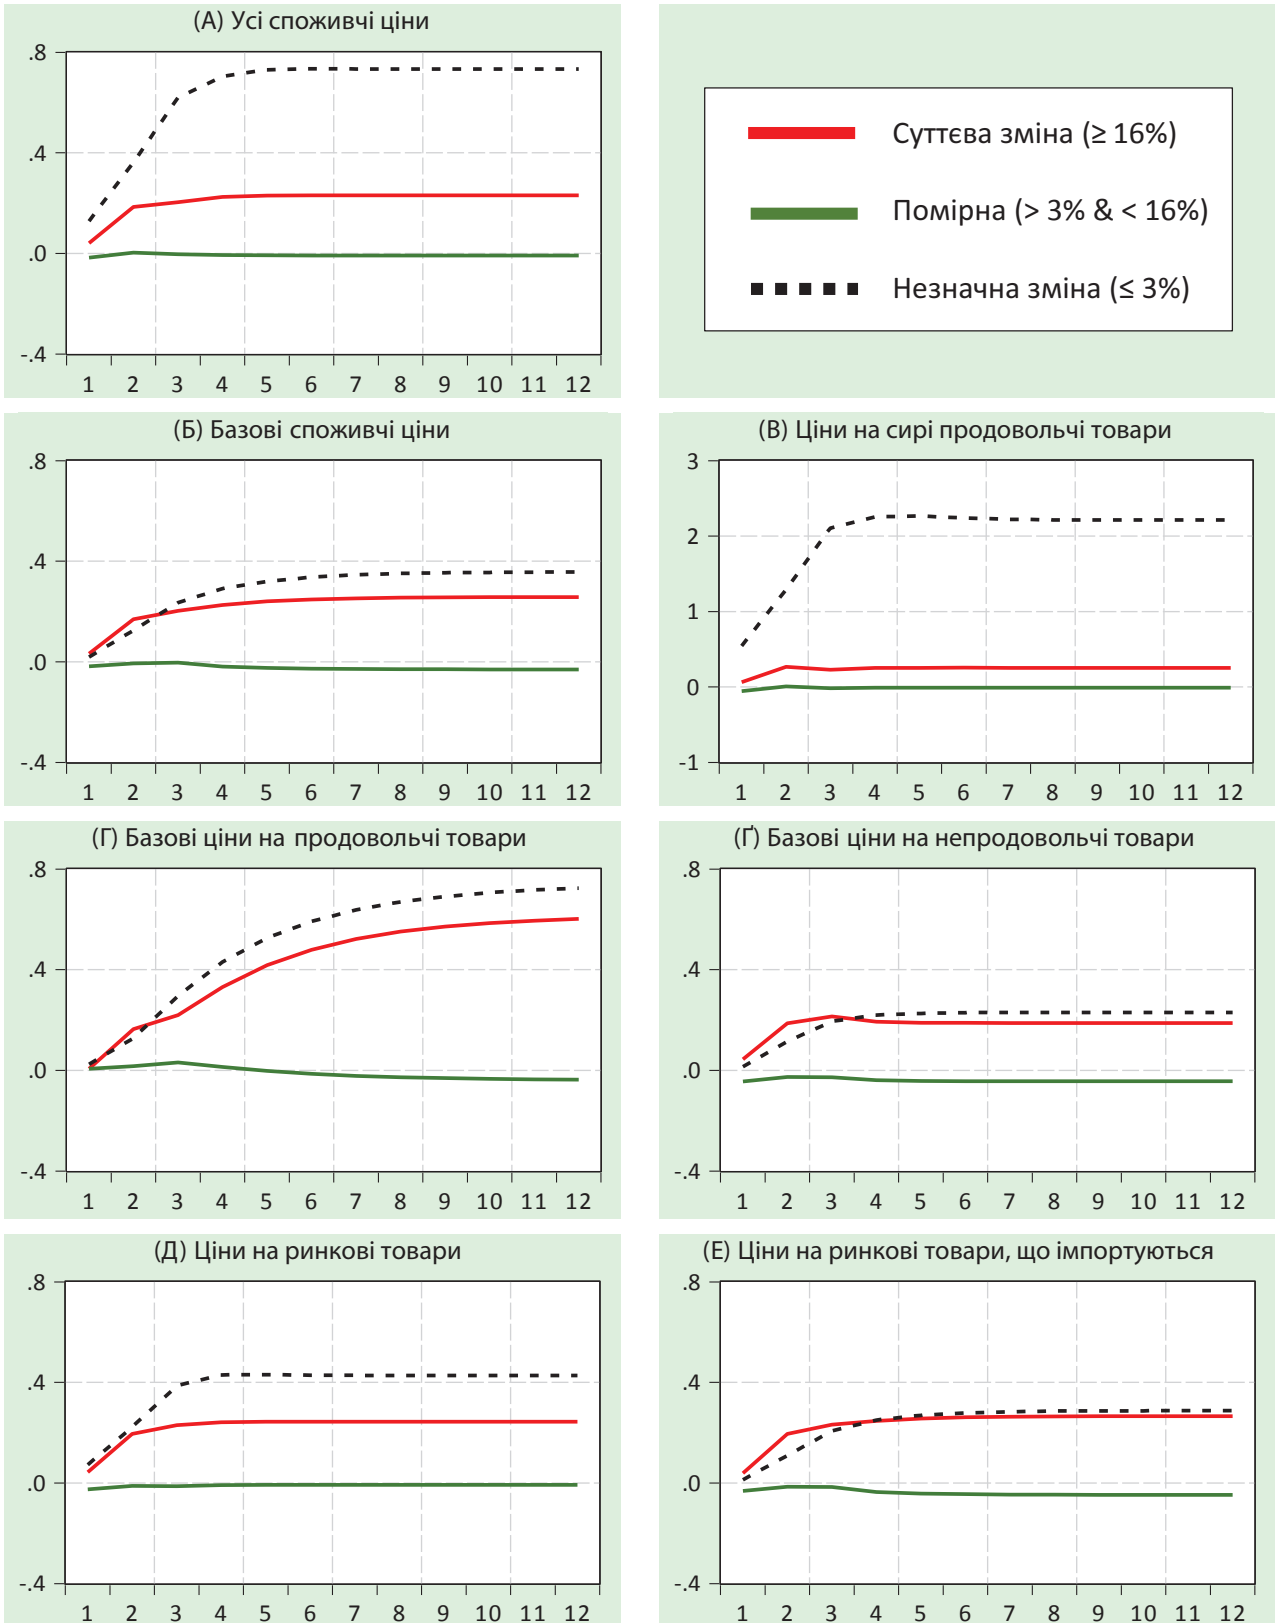 (А) Усі споживчі ціни
.8
.4
.0
-.4
1 2 3 4 5 6 7 8 9 10 11 12
Суттєва зміна (≥ 16%)
Помірна (> 3% & < 16%)
Незначна зміна (≤ 3%)
(Б) Базові споживчі ціни
.8
.4
.0
-.4
1 2 3 4 5 6 7 8 9 10 11 12
(В) Ціни на сирі продовольчі товари
3
2
1
0
-1
1 2 3 4 5 6 7 8 9 10 11 12
(Г) Базові ціни на продовольчі товари
.8
.4
.0
-.4
1 2 3 4 5 6 7 8 9 10 11 12
(Ґ) Базові ціни на непродовольчі товари
.8
.4
.0
-.4
1 2 3 4 5 6 7 8 9 10 11 12
(Д) Ціни на ринкові товари
.8
.4
.0
-.4
1 2 3 4 5 6 7 8 9 10 11 12
(Е) Ціни на ринкові товари, що імпортуються
.8
.4
.0
-.4
1 2 3 4 5 6 7 8 9 10 11 12